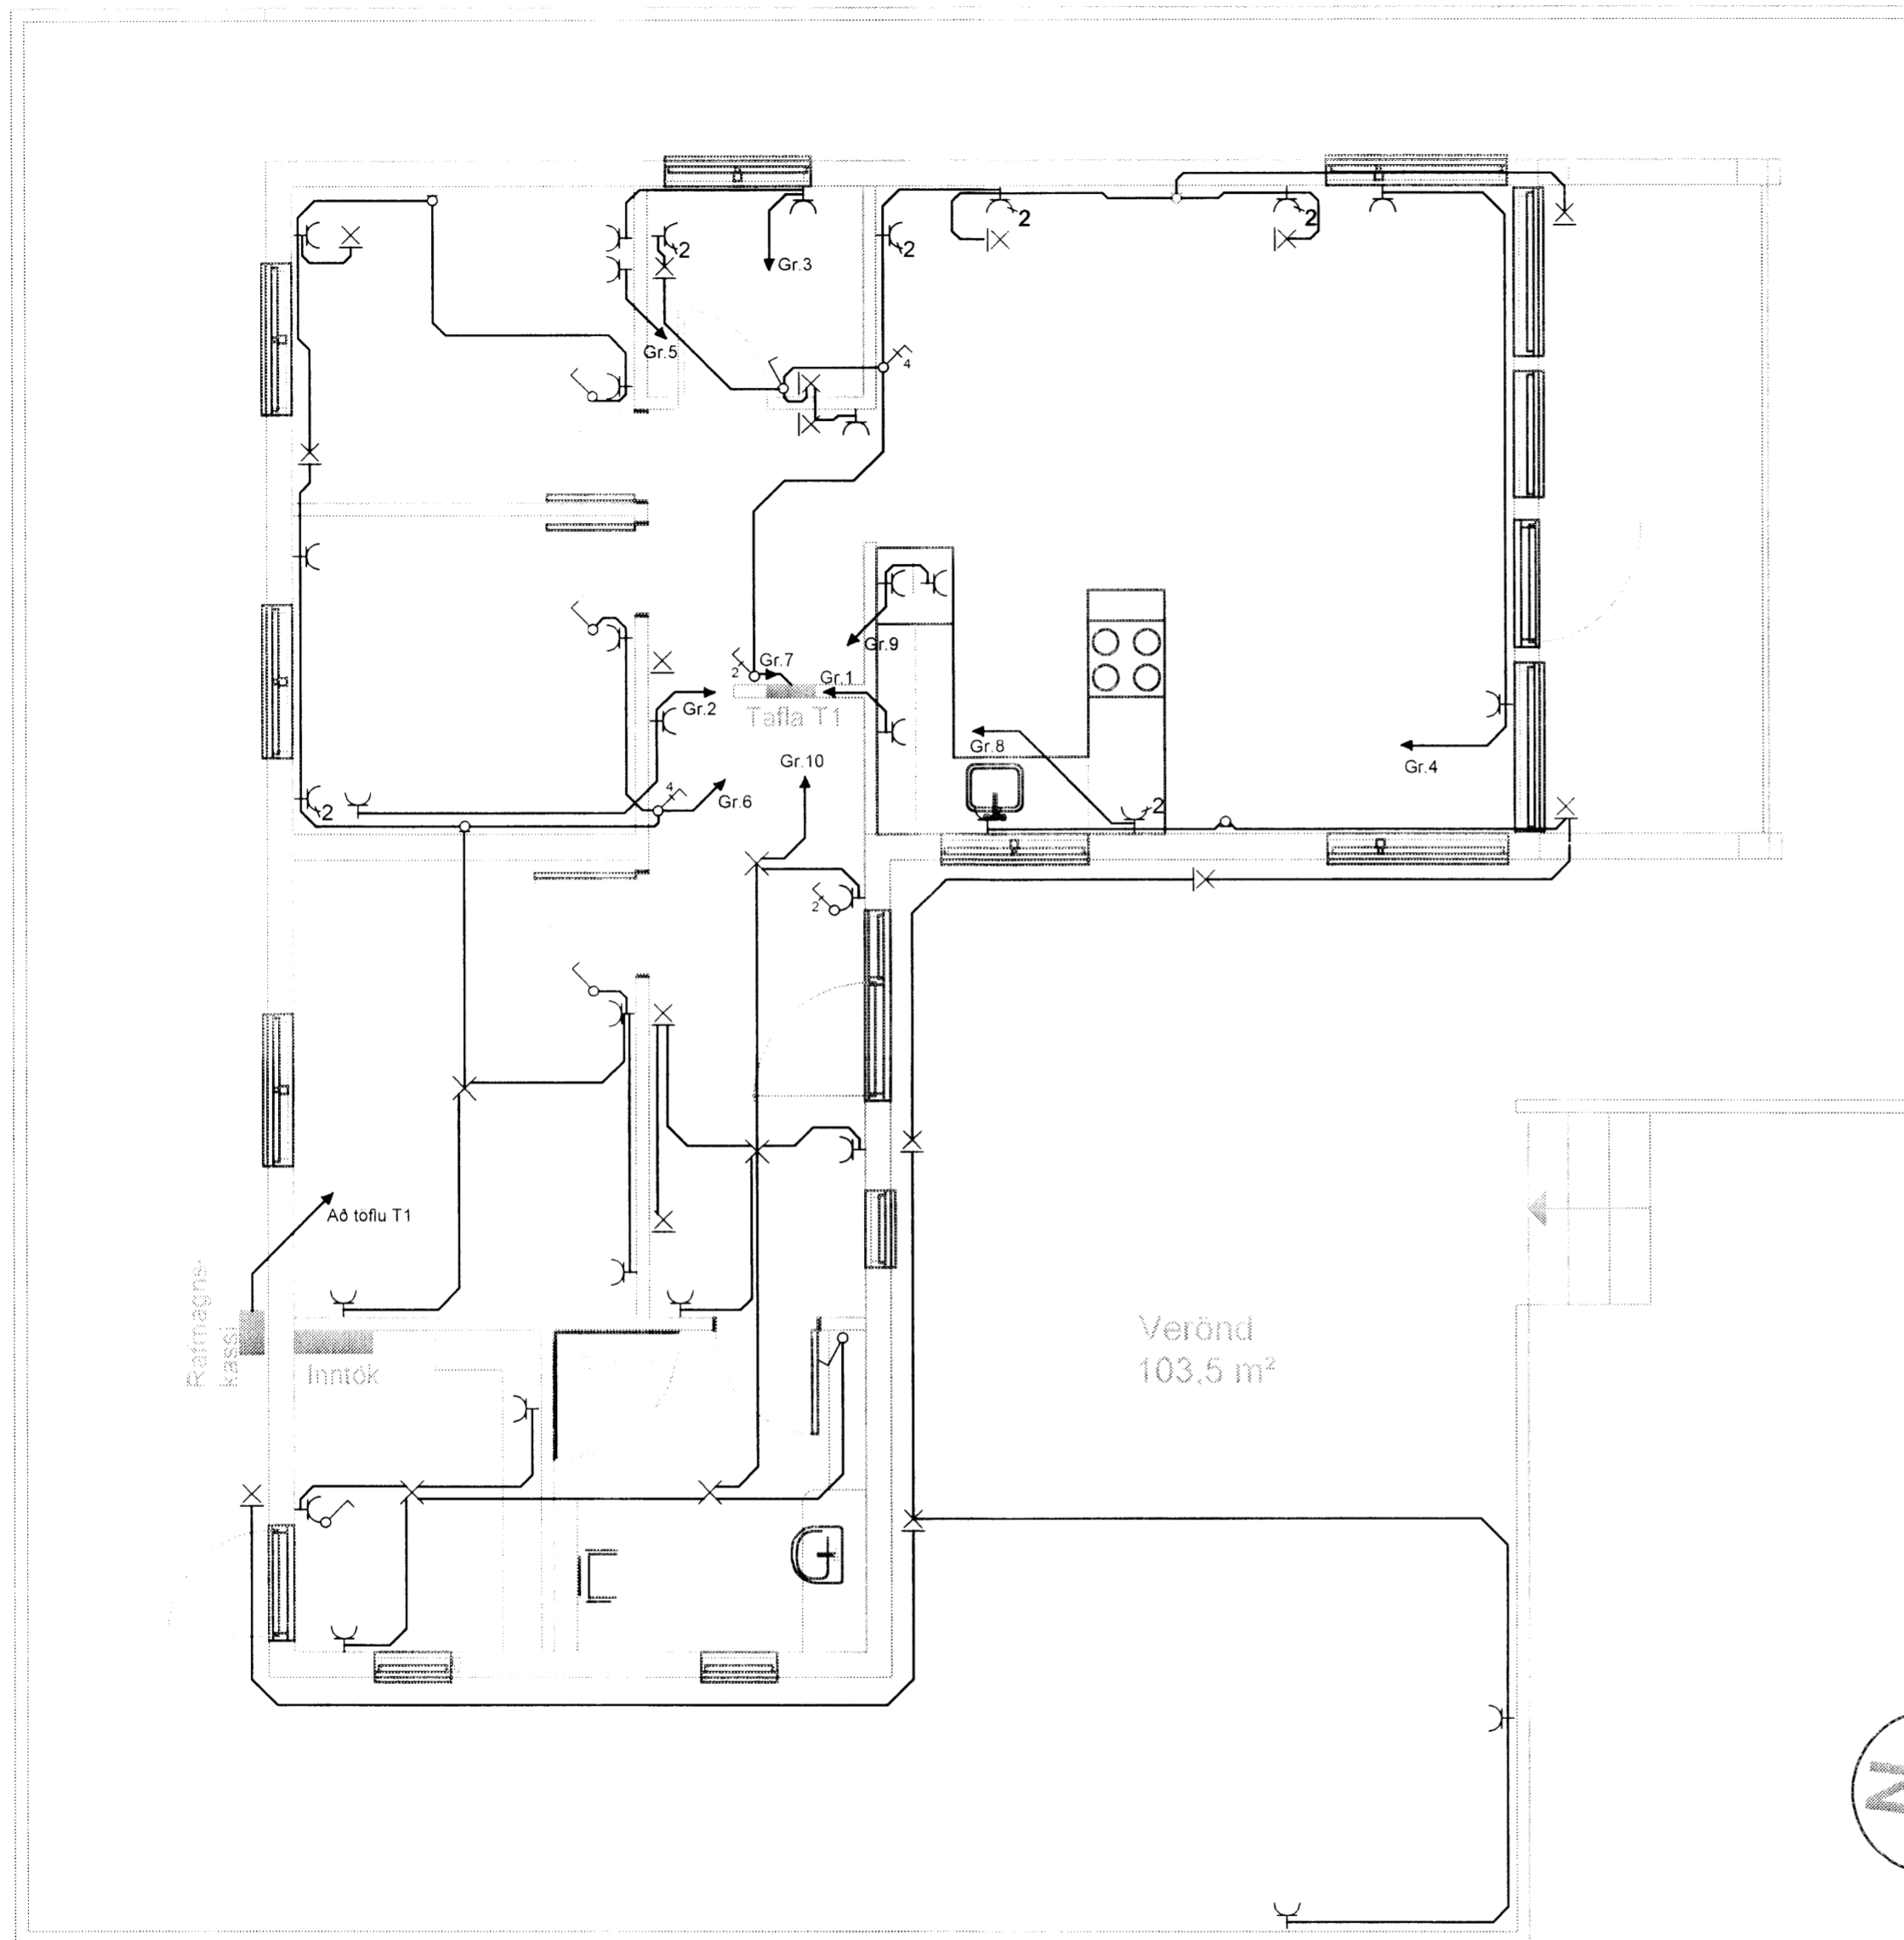 2
2
2
2
Gr.3
Gr.5
4
Gr.9
Gr.7
2
Gr.1
Gr.2
Tafla T1
Gr.8
Gr.10
Gr.4
Gr.6
4
2
2
2
Að töflu T1
Rafmagns-
kassi
Inntök
Verönd
103,5 m²
N